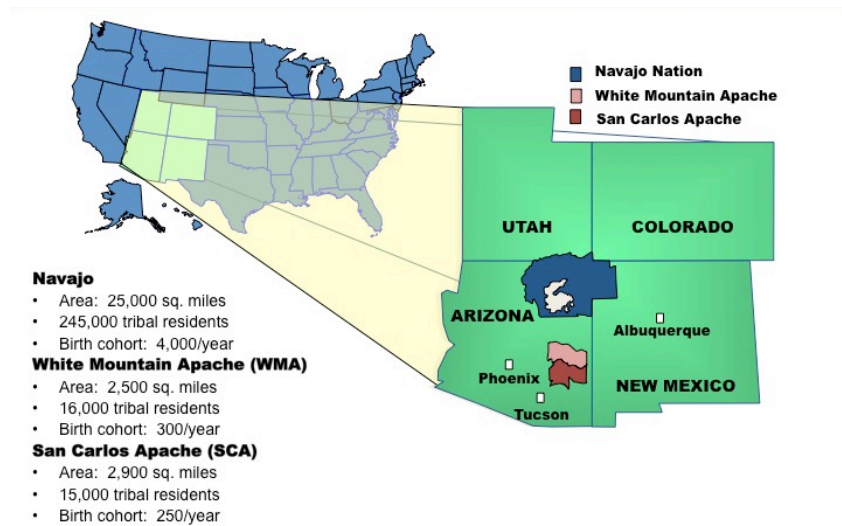 Navajo Nation
White Mountain Apache
San Carlos Apache
UTAH
COLORADO
ARIZONA
Albuquerque
Phoenix
NEW MEXICO
Tucson
Navajo
• Area: 25,000 sq. miles
• 245,000 tribal residents
• Birth cohort: 4,000/year
White Mountain Apache (WMA)
• Area: 2,500 sq. miles
• 16,000 tribal residents
• Birth cohort: 300/year
San Carlos Apache (SCA)
• Area: 2,900 sq. miles
• 15,000 tribal residents
• Birth cohort: 250/year